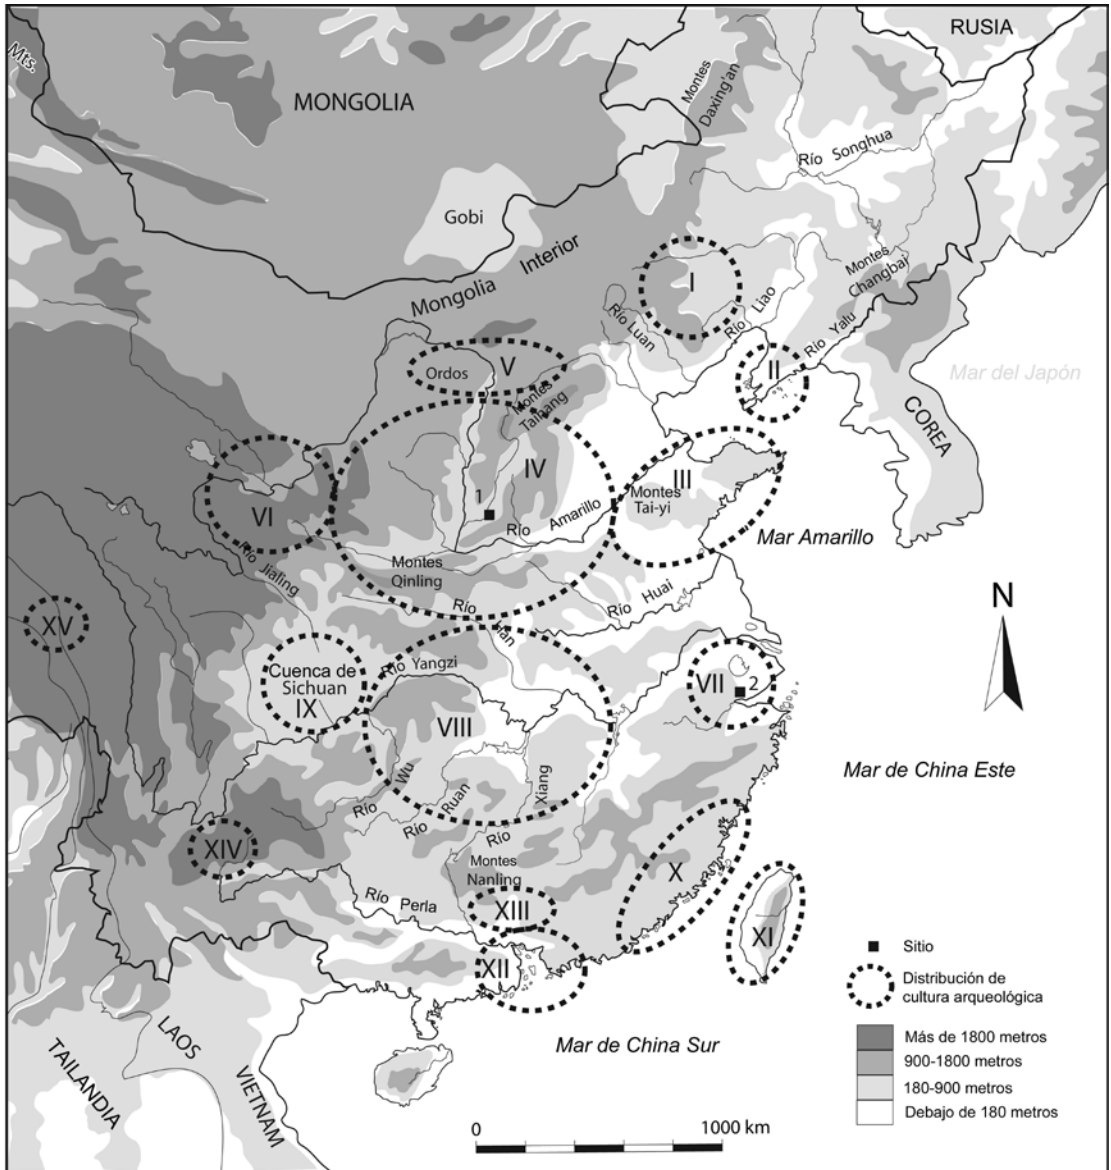 RUSIA
Mts.
MONGOLIA
Montes
Daxing'an
Río Songhua
Gobi
Mongolia Interior
I
Montes
Changbai
Río Luan
Río Liao
Río Yalu
Mar del Japón
V
Ordos
II
Montes
Taihang
COREA
IV
III
1
Montes
Tai-yi
VI
Río Amarillo
Mar Amarillo
Río Jialing
Montes
Qinling
Río Han
Río Huai
N
XV
Cuenca de
Sichuan
IX
Río Yangzi
VII
2
VIII
Mar de China Este
Río Wu
Río Ruan
Río Xiang
XIV
Montes
Nanling
X
Río Perla
XIII
XI
XII
LAOS
TAILANDIA
VIETNAM
Mar de China Sur
0 1000 km
Sitio
Distribución de
cultura arqueológica
Más de 1800 metros
900-1800 metros
180-900 metros
Debajo de 180 metros